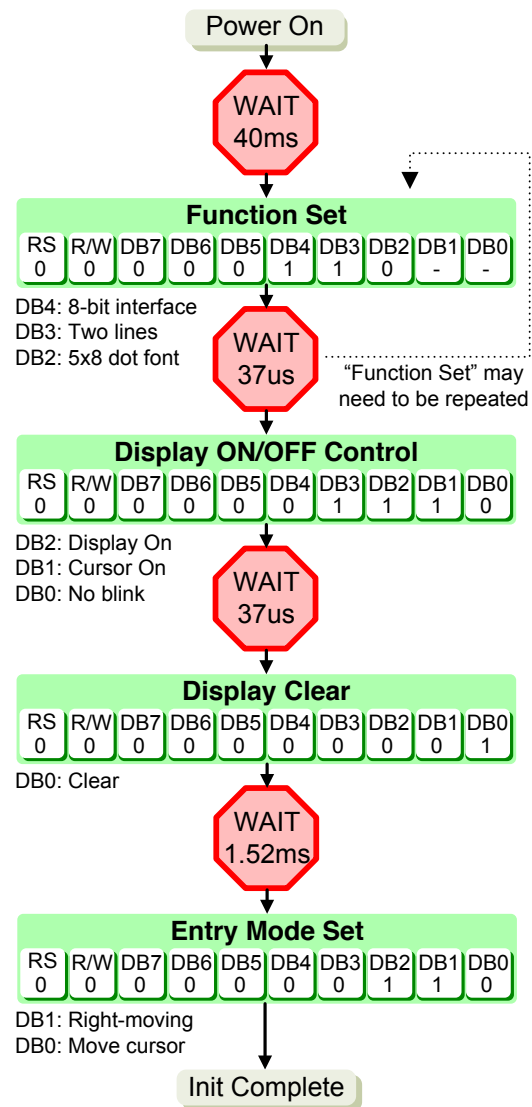 Power On
WAIT
40ms
Function Set
RS R/W DB7 DB6 DB5 DB4 DB3 DB2 DB1 DB0
0 0 0 0 0 1 1 0 - -
DB4: 8-bit interface
DB3: Two lines
DB2: 5x8 dot font
WAIT
37us
“Function Set” may
need to be repeated
Display ON/OFF Control
RS R/W DB7 DB6 DB5 DB4 DB3 DB2 DB1 DB0
0 0 0 0 0 0 1 1 1 0
DB2: Display On
DB1: Cursor On
DB0: No blink
WAIT
37us
Display Clear
RS R/W DB7 DB6 DB5 DB4 DB3 DB2 DB1 DB0
0 0 0 0 0 0 0 0 0 1
DB0: Clear
WAIT
1.52ms
Entry Mode Set
RS R/W DB7 DB6 DB5 DB4 DB3 DB2 DB1 DB0
0 0 0 0 0 0 0 1 1 0
DB1: Right-moving
DB0: Move cursor
Init Complete